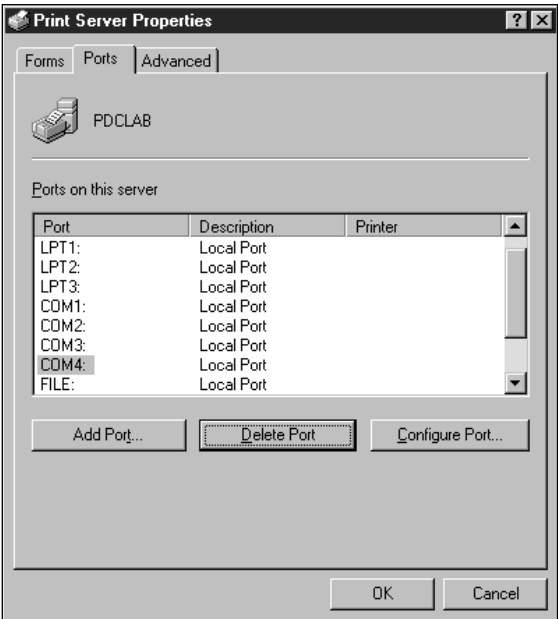 Print Server Properties
Forms Ports Advanced
PDCLAB
Ports on this server
Port Description Printer
LPT1: Local Port
LPT2: Local Port
LPT3: Local Port
COM1: Local Port
COM2: Local Port
COM3: Local Port
COM4: Local Port
FILE: Local Port
Add Port... Delete Port Configure Port...
OK Cancel